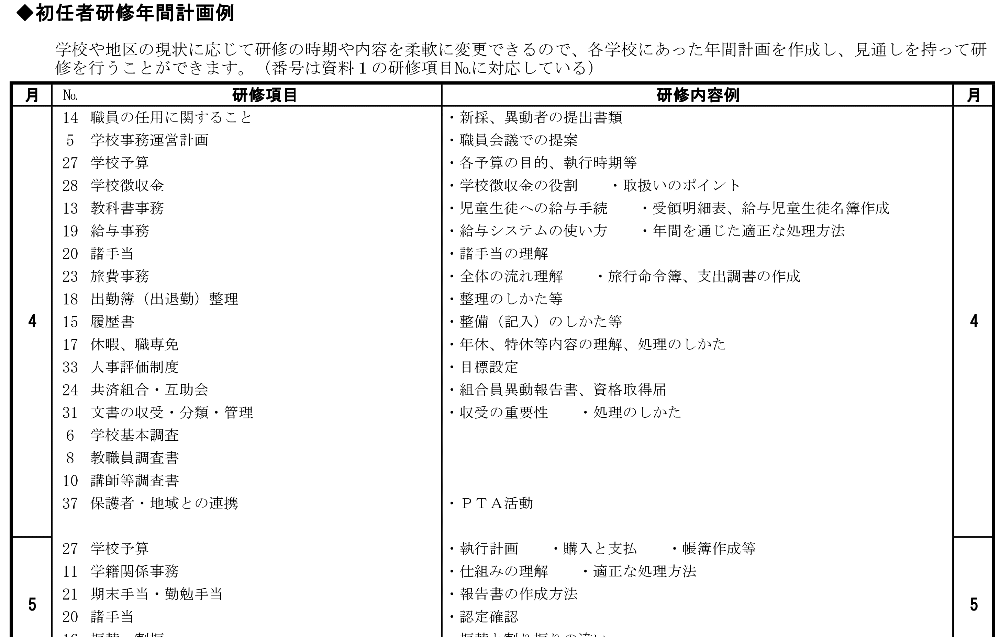 ◆初任者研修年間計画例
学校や地区の現状に応じて研修の時期や内容を柔軟に変更できるので、各学校にあった年間計画を作成し、見通しを持って研
修を行うことができます。（番号は資料１の研修項目№に対応している）
月 № 研修項目 研修内容例 月
14 職員の任用に関すること ・新採、異動者の提出書類
5 学校事務運営計画 ・職員会議での提案
27 学校予算 ・各予算の目的、執行時期等
28 学校徴収金 ・学校徴収金の役割 ・取扱いのポイント
13 教科書事務 ・児童生徒への給与手続 ・受領明細表、給与児童生徒名簿作成
19 給与事務 ・給与システムの使い方 ・年間を通じた適正な処理方法
20 諸手当 ・諸手当の理解
23 旅費事務 ・全体の流れ理解 ・旅行命令簿、支出調書の作成
18 出勤簿（出退勤）整理 ・整理のしかた等
4 15 履歴書 ・整備（記入）のしかた等 4
17 休暇、職専免 ・年休、特休等内容の理解、処理のしかた
33 人事評価制度 ・目標設定
24 共済組合・互助会 ・組合員異動報告書、資格取得届
31 文書の収受・分類・管理 ・収受の重要性 ・処理のしかた
6 学校基本調査
8 教職員調査書
10 講師等調査書
37 保護者・地域との連携 ・ＰＴＡ活動
27 学校予算 ・執行計画 ・購入と支払 ・帳簿作成等
11 学籍関係事務 ・仕組みの理解 ・適正な処理方法
21 期末手当・勤勉手当 ・報告書の作成方法
5 5
20 諸手当 ・認定確認